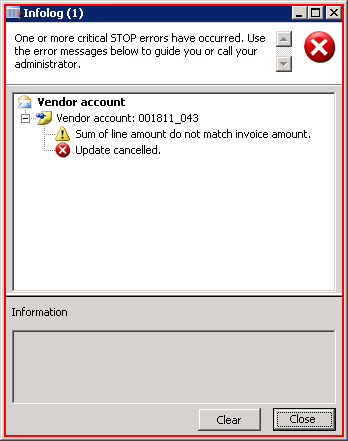 Infolog (1)
One or more critical STOP errors have occurred. Use
the error messages below to guide you or call your
administrator.
Vendor account
Vendor account: 001811_043
Sum of line amount do not match invoice amount.
Update cancelled.
Information
Clear
Close